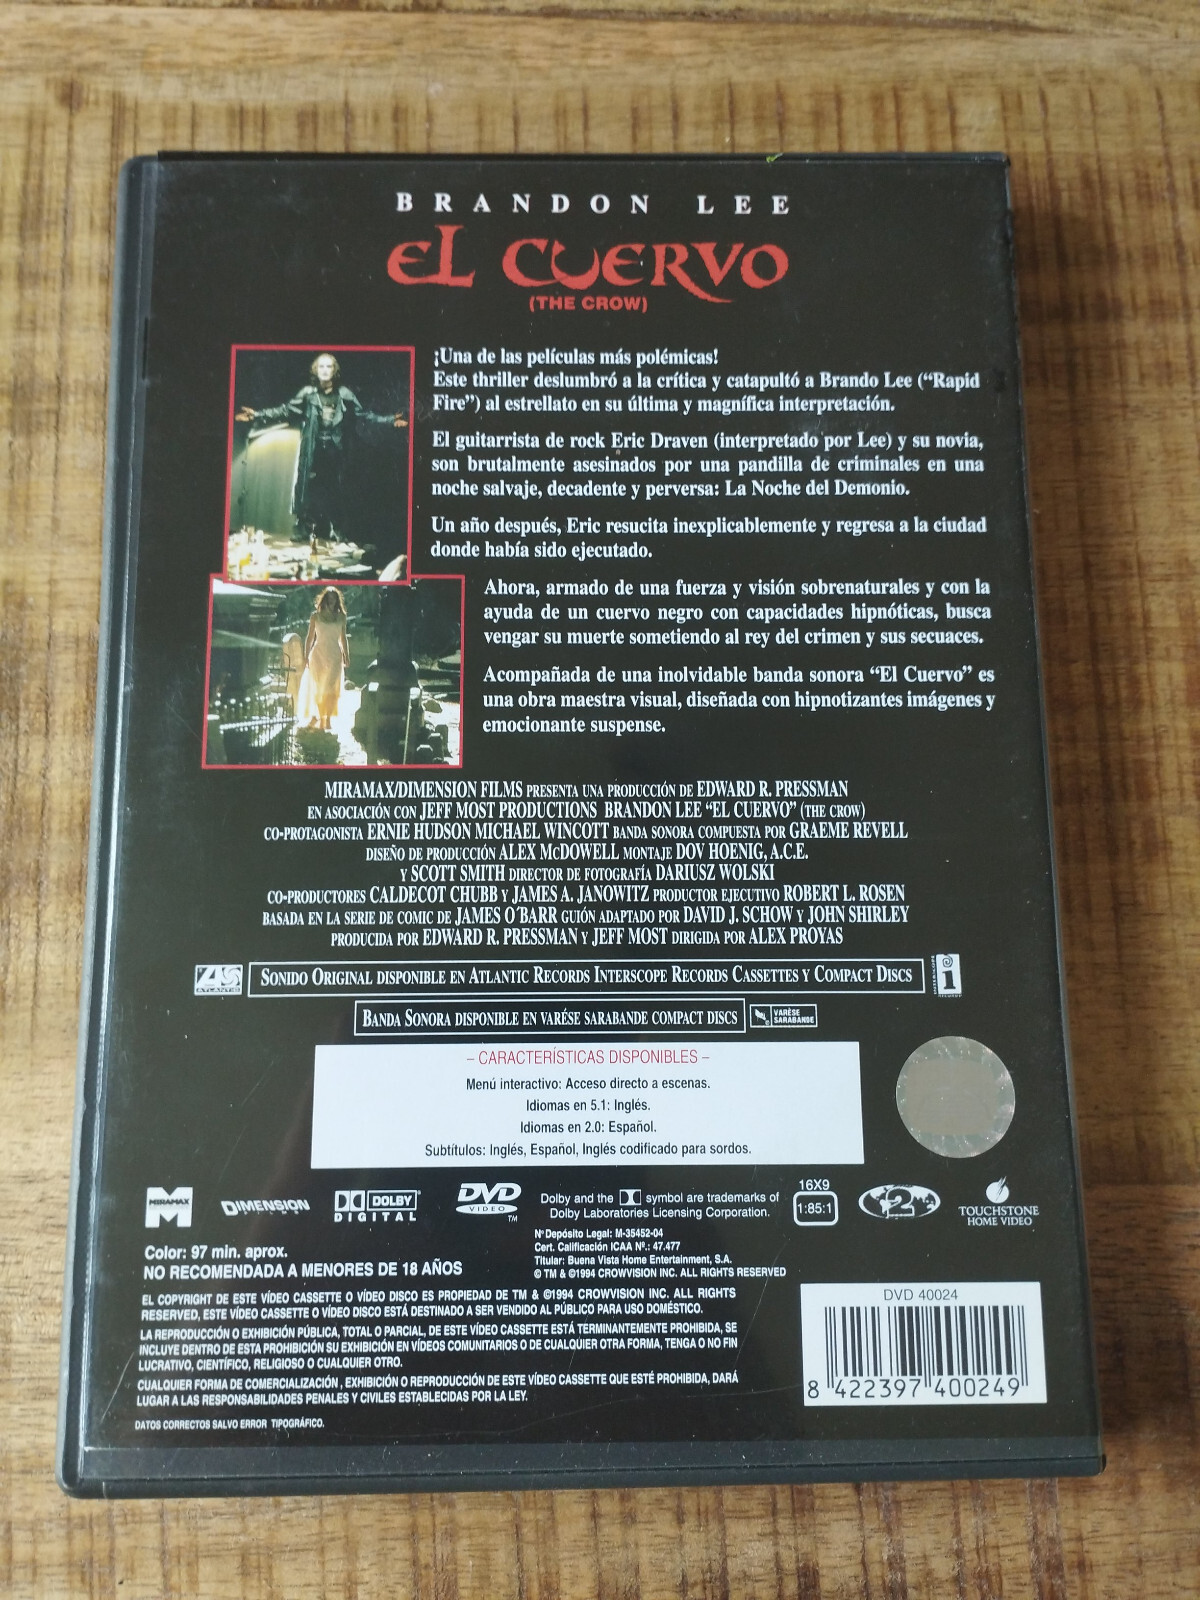 BRANDON LEE
EL CUERVO
(THE CROW)
¡Una de las películas más polémicas!
Este thriller deslumbró a la crítica y catapultó a Brando Lee (“Rapid
Fire”) al estrellato en su última y magnífica interpretación.
El guitarrista de rock Eric Draven (interpretado por Lee) y su novia,
son brutalmente asesinados por una pandilla de criminales en una
noche salvaje, decadente y perversa: La Noche del Demonio.
Un año después, Eric resucita inexplicablemente y regresa a la ciudad
donde había sido ejecutado.
Ahora, armado de una fuerza y visión sobrenaturales y con la
ayuda de un cuervo negro con capacidades hipnóticas, busca
vengar su muerte sometiendo al rey del crimen y sus secuaces.
Acompañada de una inolvidable banda sonora “El Cuervo” es
una obra maestra visual, diseñada con hipnotizantes imágenes y
emocionante suspense.
MIRAMAX/DIMENSION FILMS PRESENTA UNA PRODUCCIÓN DE EDWARD R. PRESSMAN
EN ASOCIACIÓN CON JEFF MOST PRODUCTIONS BRANDON LEE “EL CUERVO” (THE CROW)
CO-PROTAGONISTA ERNIE HUDSON MICHAEL WINCOTT BANDA SONORA COMPUESTA POR GRAEME REVELL
DISEÑO DE PRODUCCIÓN ALEX McDOWELL MONTAJE DOV HOENIG, A.C.E.
Y SCOTT SMITH DIRECTOR DE FOTOGRAFÍA DARIUSZ WOLSKI
CO-PRODUCTORES CALDECOT CHUBB Y JAMES A. JANOWITZ PRODUCTOR EJECUTIVO ROBERT L. ROSEN
BASADA EN LA SERIE DE COMIC DE JAMES O´BARR GUIÓN ADAPTADO POR DAVID J. SCHOW Y JOHN SHIRLEY
PRODUCIDA POR EDWARD R. PRESSMAN Y JEFF MOST DIRIGIDA POR ALEX PROYAS
ATLANTIC SONIDO ORIGINAL DISPONIBLE EN ATLANTIC RECORDS INTERSCOPE RECORDS CASSETTES Y COMPACT DISCS INTERSCOPE RECORDS
BANDA SONORA DISPONIBLE EN VARÉSE SARABANDE COMPACT DISCS VARÈSE SARABANDE
– CARACTERÍSTICAS DISPONIBLES –
Menú interactivo: Acceso directo a escenas.
Idiomas en 5.1: Inglés.
Idiomas en 2.0: Español.
Subtítulos: Inglés, Español, Inglés codificado para sordos.
MIRAMAX
DIMENSION FILMS
DOLBY DIGITAL
DVD VIDEO TM
Dolby and the symbol are trademarks of
Dolby Laboratories Licensing Corporation.
16X9
1:85:1
2
TOUCHSTONE
HOME VIDEO
Color: 97 min. aprox.
NO RECOMENDADA A MENORES DE 18 AÑOS
Nº Depósito Legal: M-35452-04
Cert. Calificación ICAA Nº.: 47.477
Titular: Buena Vista Home Entertainment, S.A.
© TM & ©1994 CROWVISION INC. ALL RIGHTS RESERVED
EL COPYRIGHT DE ESTE VÍDEO CASSETTE O VÍDEO DISCO ES PROPIEDAD DE TM & ©1994 CROWVISION INC. ALL RIGHTS
RESERVED, ESTE VÍDEO CASSETTE O VÍDEO DISCO ESTÁ DESTINADO A SER VENDIDO AL PÚBLICO PARA USO DOMÉSTICO.
LA REPRODUCCIÓN O EXHIBICIÓN PÚBLICA, TOTAL O PARCIAL, DE ESTE VÍDEO CASSETTE ESTÁ TERMINANTEMENTE PROHIBIDA, SE
INCLUYE DENTRO DE ESTA PROHIBICIÓN SU EXHIBICIÓN EN VÍDEOS COMUNITARIOS O DE CUALQUIER OTRA FORMA, TENGA O NO FIN
LUCRATIVO, CIENTÍFICO, RELIGIOSO O CUALQUIER OTRO.
CUALQUIER FORMA DE COMERCIALIZACIÓN, EXHIBICIÓN O REPRODUCCIÓN DE ESTE VÍDEO CASSETTE QUE ESTÉ PROHIBIDA, DARÁ
LUGAR A LAS RESPONSABILIDADES PENALES Y CIVILES ESTABLECIDAS POR LA LEY.
DATOS CORRECTOS SALVO ERROR TIPOGRÁFICO.
DVD 40024
8 422397 400249